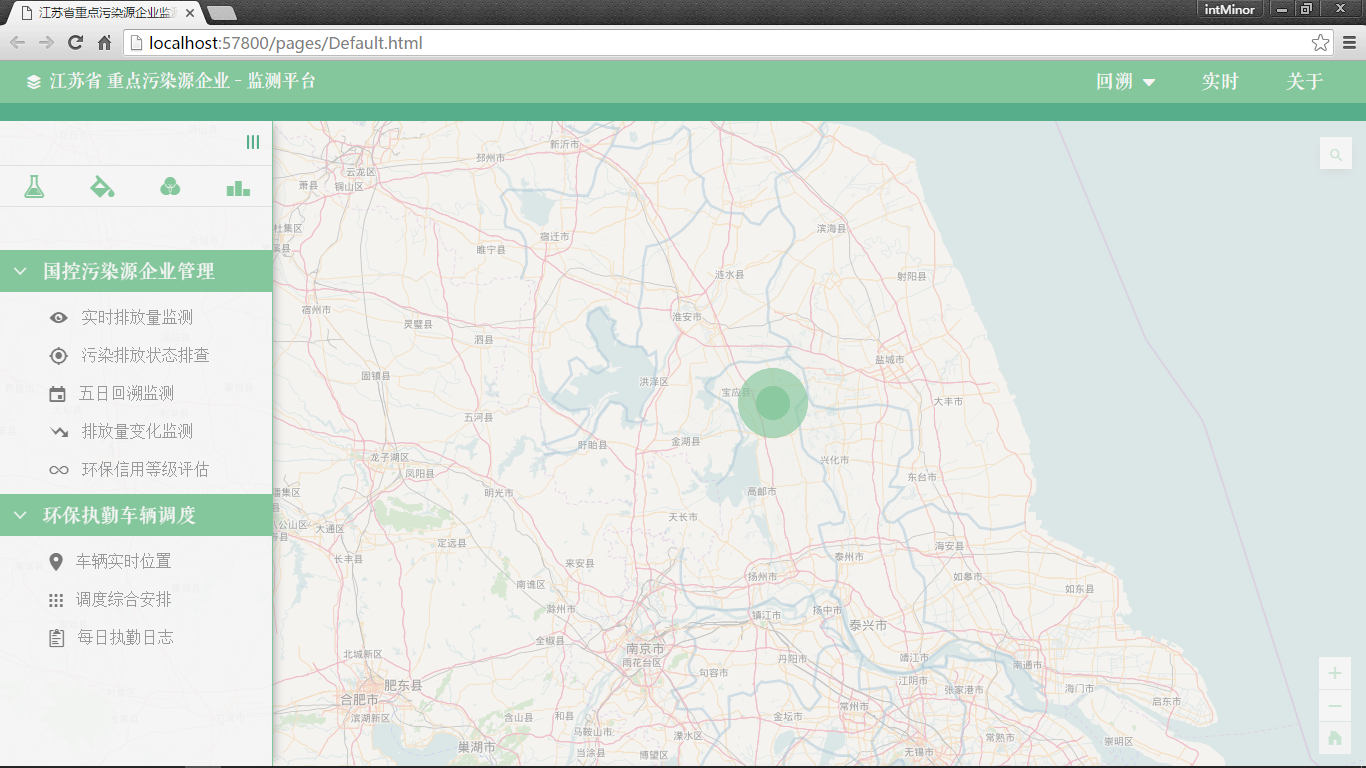 江苏省重点污染源企业监
intMinor
localhost:57800/pages/Default.html
江苏省 重点污染源企业 - 监测平台
回溯
实时
关于
国控污染源企业管理
实时排放量监测
污染排放状态排查
五日回溯监测
排放量变化监测
环保信用等级评估
环保执勤车辆调度
车辆实时位置
调度综合安排
每日执勤日志
新沂市
邳州市
云龙区
萧县
铜山区
杜集区
宿迁市
睢宁县
滨海县
涟水县
射阳县
宿州市
灵璧县
泗县
淮安市
盐城市
固镇县
洪泽区
宝应县
大丰市
五河县
盱眙县
金湖县
龙子湖区
凤阳县
兴化市
东台市
潘集区
明光市
高邮市
八公山区
大通区
天长市
定远县
长丰县
来安县
泰州市
海安县
南谯区
扬州市
如皋市
如东县
滁州市
镇江市
扬中市
泰兴市
全椒县
南京市
雨花台区
北城新区
句容市
丹阳市
靖江市
南通市
肥东县
合肥市
滨湖新区
江阴市
张家港市
海门市
启东市
含山县
和县
马鞍山市
金坛市
常州市
巢湖市
当涂县
博望区
溧水区
无锡市
常熟市
崇明区